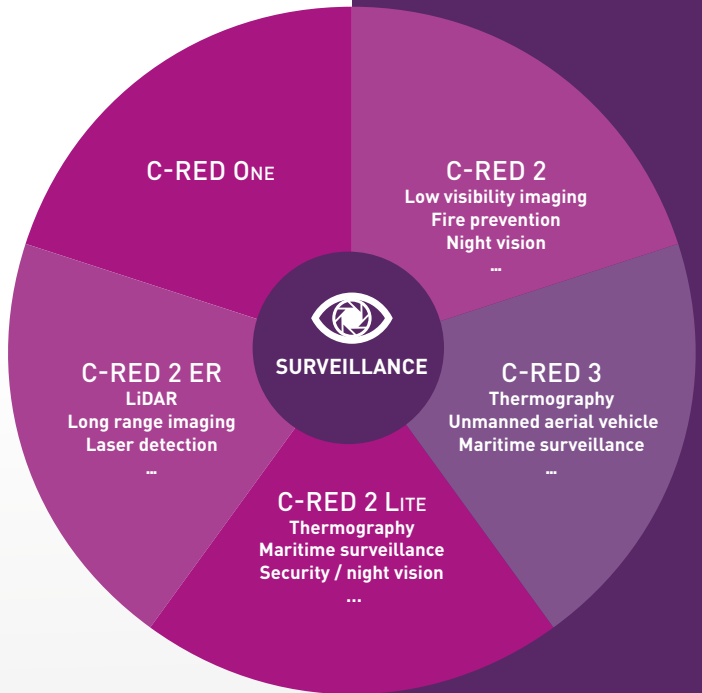 C-RED ONE
C-RED 2
Low visibility imaging
Fire prevention
Night vision
...
SURVEILLANCE
C-RED 2 ER
LiDAR
Long range imaging
Laser detection
...
C-RED 3
Thermography
Unmanned aerial vehicle
Maritime surveillance
...
C-RED 2 LITE
Thermography
Maritime surveillance
Security / night vision
...